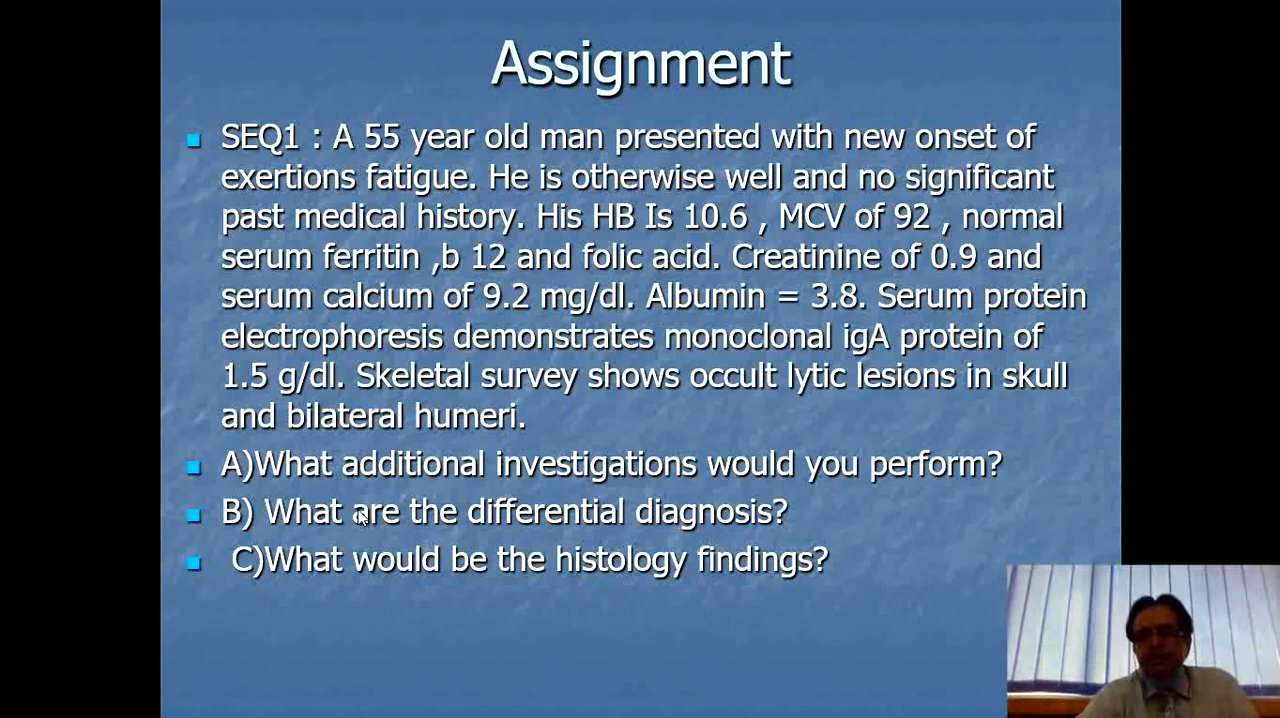 Assignment
SEQ1 : A 55 year old man presented with new onset of
exertions fatigue. He is otherwise well and no significant
past medical history. His HB Is 10.6 , MCV of 92 , normal
serum ferritin ,b 12 and folic acid. Creatinine of 0.9 and
serum calcium of 9.2 mg/dl. Albumin = 3.8. Serum protein
electrophoresis demonstrates monoclonal igA protein of
1.5 g/dl. Skeletal survey shows occult lytic lesions in skull
and bilateral humeri.
A)What additional investigations would you perform?
B) What are the differential diagnosis?
C)What would be the histology findings?